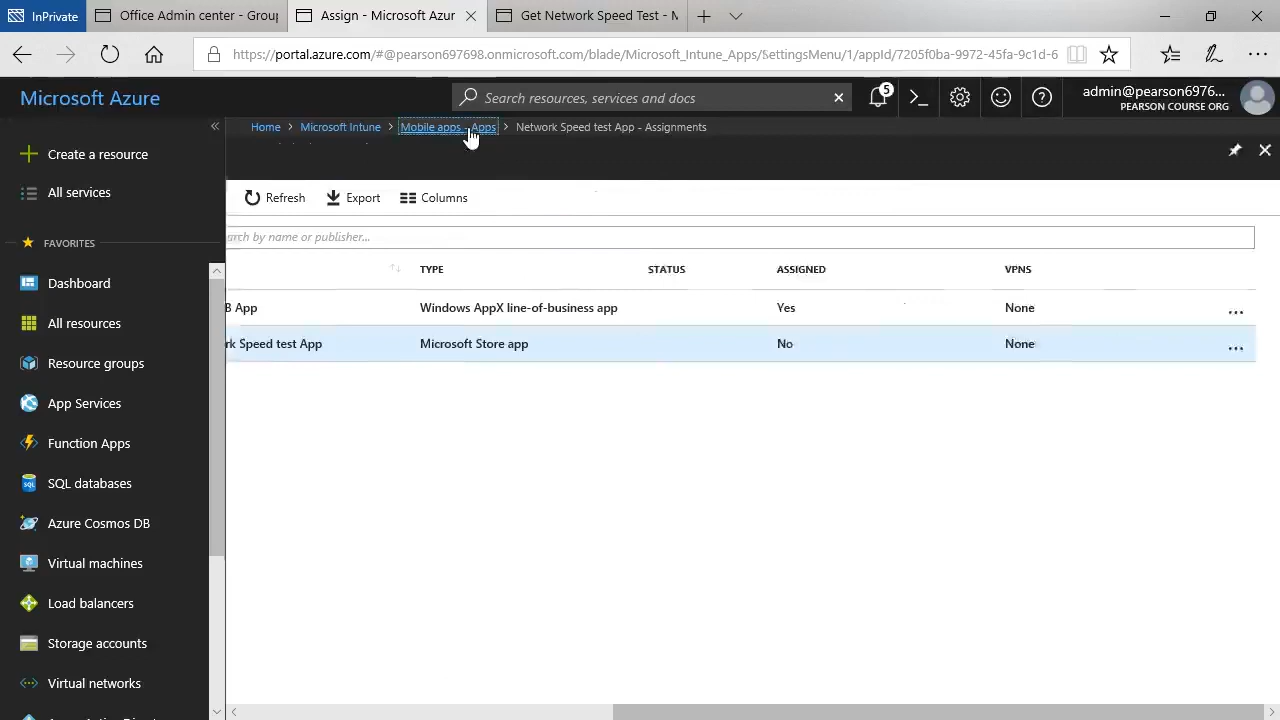 InPrivate
Office Admin center - Group
Assign - Microsoft Azur
Get Network Speed Test - M
https://portal.azure.com/#@pearson697698.onmicrosoft.com/blade/Microsoft_Intune_Apps/SettingsMenu/1/appId/7205f0ba-9972-45fa-9c1d-6
Microsoft Azure
Search resources, services and docs
5
admin@pearson6976...
PEARSON COURSE ORG
Home > Microsoft Intune > Mobile apps - Apps > Network Speed test App - Assignments
Create a resource
All services
FAVORITES
Dashboard
All resources
Resource groups
App Services
Function Apps
SQL databases
Azure Cosmos DB
Virtual machines
Load balancers
Storage accounts
Virtual networks
Refresh Export Columns
arch by name or publisher...
TYPE STATUS ASSIGNED VPNS
B App Windows AppX line-of-business app Yes None ...
rk Speed test App Microsoft Store app No None ...